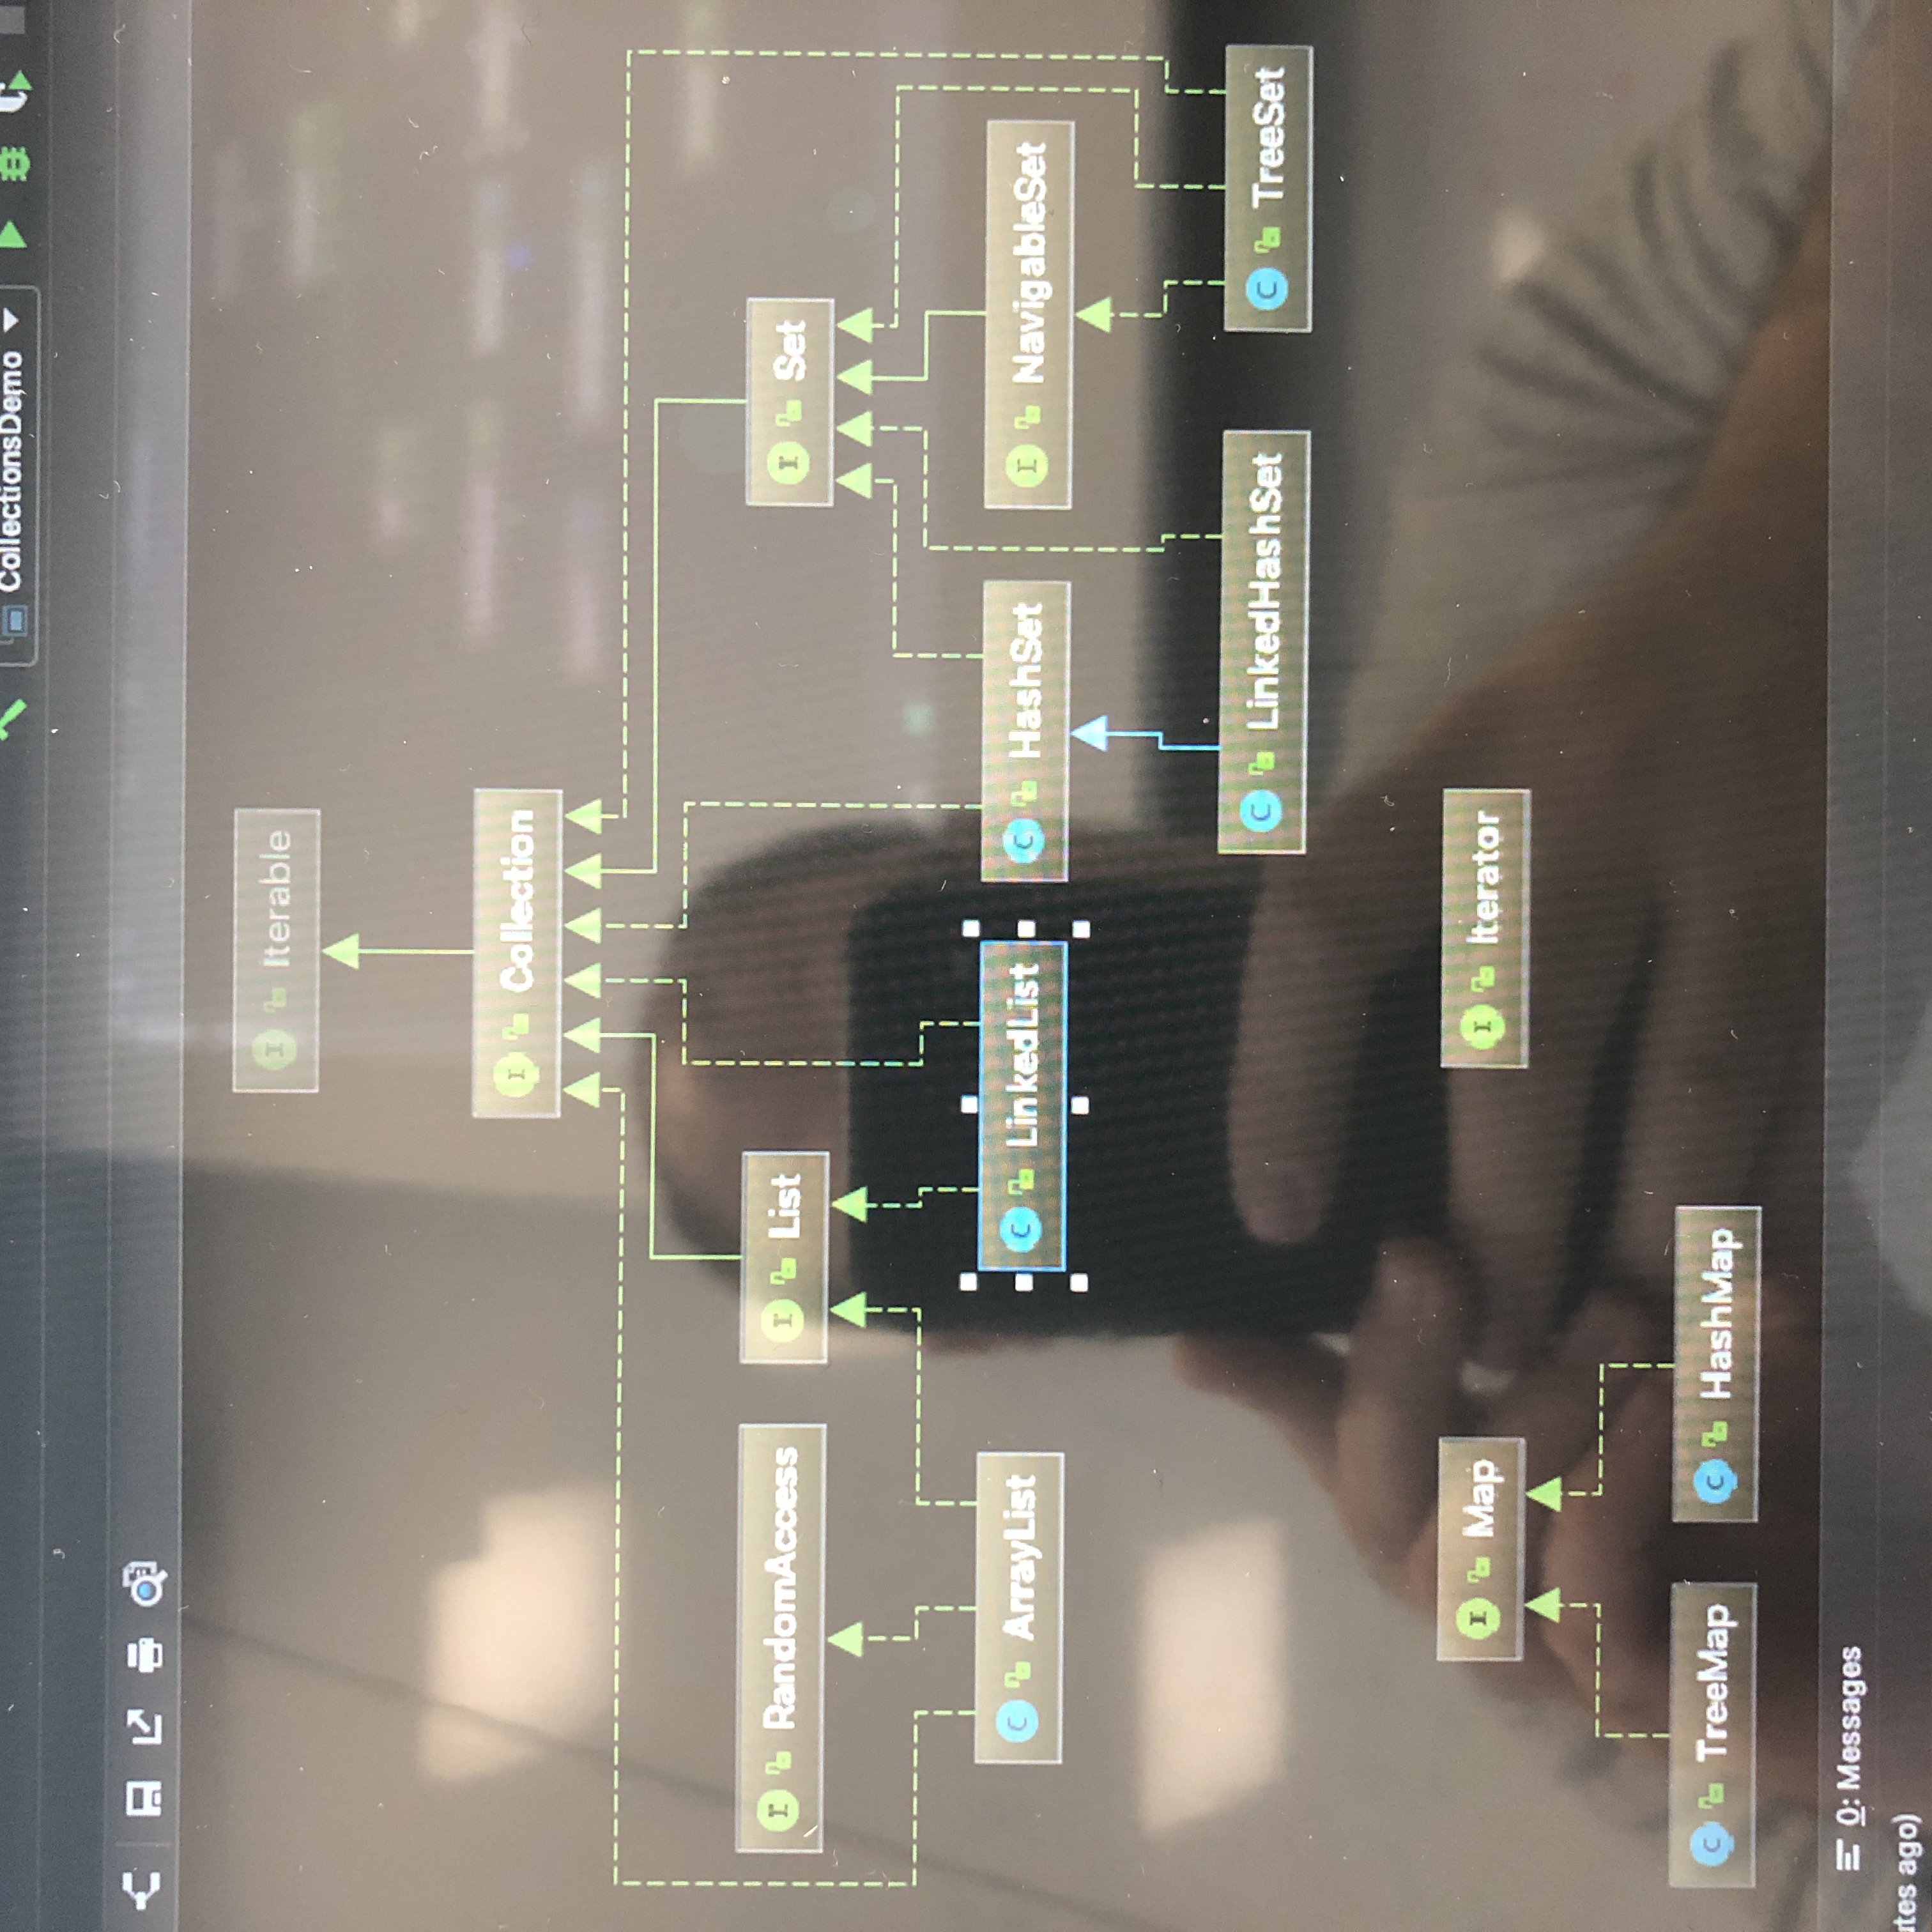 CollectionsDemo
Iterable
Collection
RandomAccess
List
Set
ArrayList
LinkedList
HashSet
NavigableSet
LinkedHashSet
TreeSet
Map
Iterator
TreeMap
HashMap
0: Messages
utes ago)